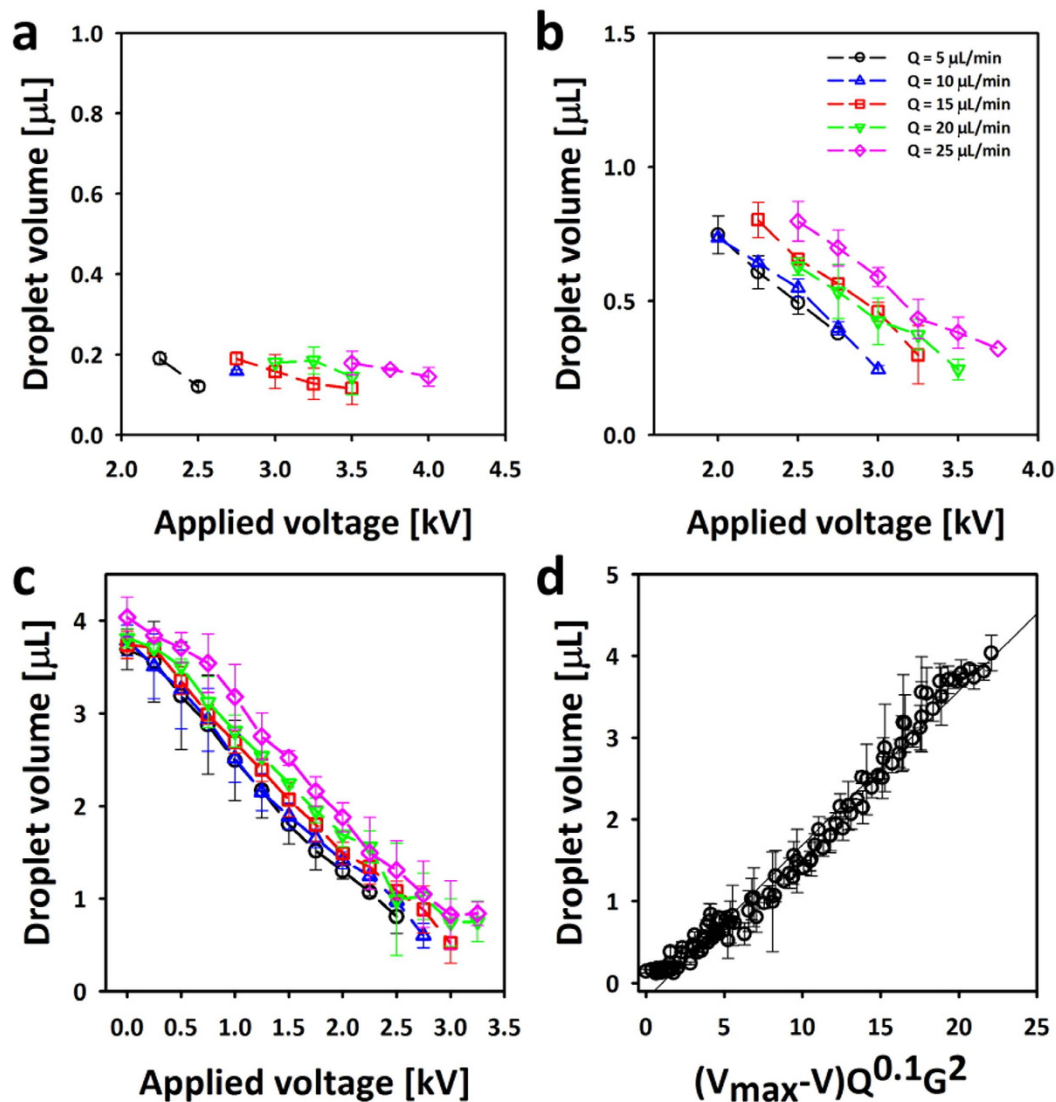 a
Droplet volume [μL]
1.0
0.8
0.6
0.4
0.2
0.0
2.0 2.5 3.0 3.5 4.0 4.5
Applied voltage [kV]
b
Droplet volume [μL]
1.5
1.0
0.5
0.0
Q = 5 μL/min
Q = 10 μL/min
Q = 15 μL/min
Q = 20 μL/min
Q = 25 μL/min
2.0 2.5 3.0 3.5 4.0
Applied voltage [kV]
c
Droplet volume [μL]
4
3
2
1
0
0.0 0.5 1.0 1.5 2.0 2.5 3.0 3.5
Applied voltage [kV]
d
Droplet volume [μL]
5
4
3
2
1
0
0 5 10 15 20 25
(Vmax-V)Q^0.1G^2